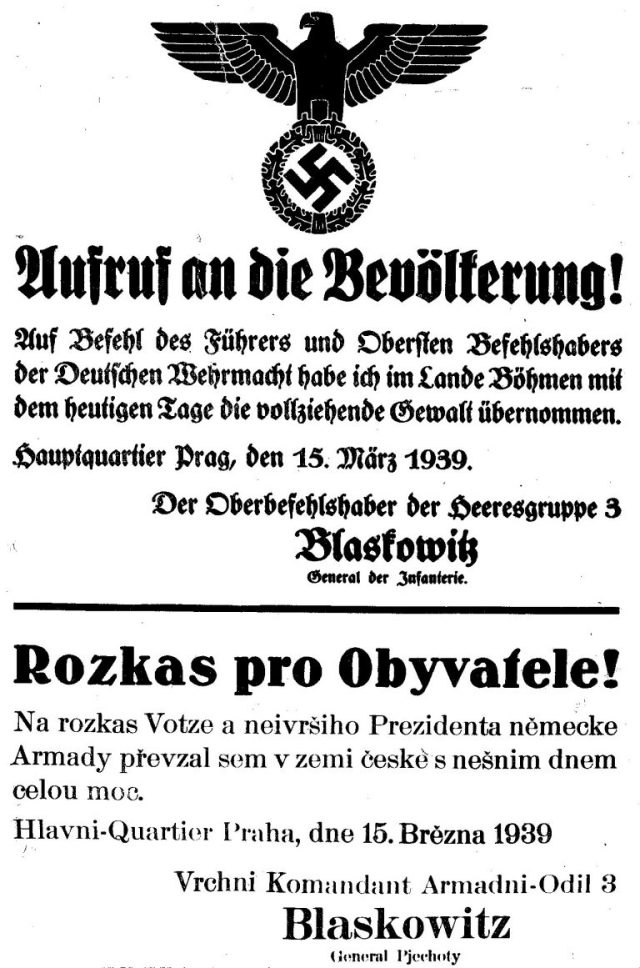 Aufruf an die Bevölkerung!
Auf Befehl des Führers und Obersten Befehlshabers
der Deutschen Wehrmacht habe ich im Lande Böhmen mit
dem heutigen Tage die vollziehende Gewalt übernommen.
Hauptquartier Prag, den 15. März 1939.
Der Oberbefehlshaber der Heeresgruppe 3
Blaskowitz
General der Infanterie.
Rozkas pro Obyvatele!
Na rozkas Votze a neivršiho Prezidenta německe
Armady převzal sem v zemi česke s nešnim dnem
celou moc.
Hlavni-Quartier Praha, dne 15. Března 1939
Vrchni Komandant Armadni-Odil 3
Blaskowitz
General Pjechoty